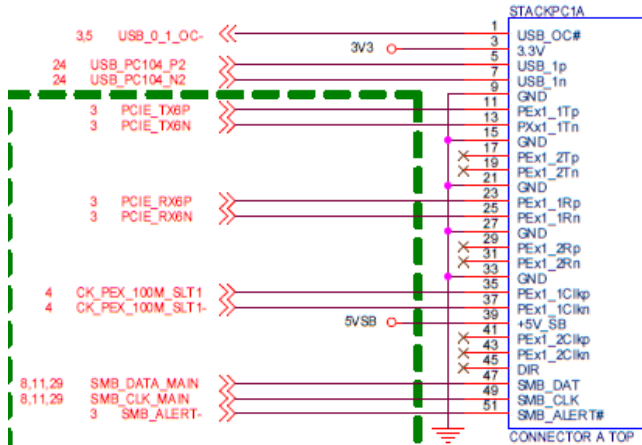 STACKPC1A
3,5 USB_0_1_OC- 1 USB_OC#
3V3 3 3.3V
24 USB_PC104_P2 5 USB_1p
24 USB_PC104_N2 7 USB_1n
9 GND
3 PCIE_TX6P 11 PEx1_1Tp
3 PCIE_TX6N 13 PXx1_1Tn
15 GND
17 PEx1_2Tp
19 PEx1_2Tn
21 GND
3 PCIE_RX6P 23 PEx1_1Rp
3 PCIE_RX6N 25 PEx1_1Rn
27 GND
29 PEx1_2Rp
31 PEx1_2Rn
33 GND
4 CK_PEX_100M_SLT1 35 PEx1_1Clkp
4 CK_PEX_100M_SLT1- 37 PEx1_1Clkn
5VSB 39 +5V_SB
41 PEx1_2Clkp
43 PEx1_2Clkn
45 DIR
8,11,29 SMB_DATA_MAIN 47 SMB_DAT
8,11,29 SMB_CLK_MAIN 49 SMB_CLK
3 SMB_ALERT- 51 SMB_ALERT#
CONNECTOR A TOP